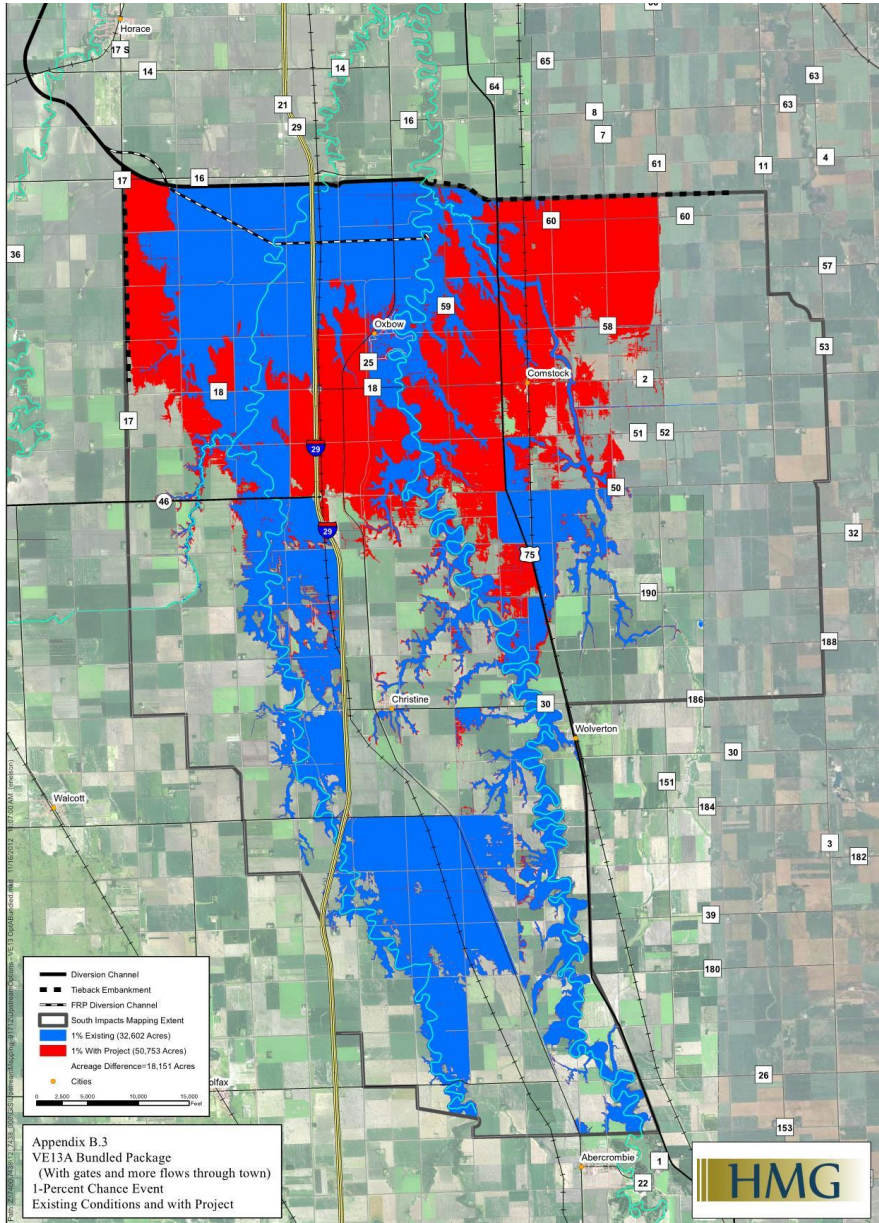 Horace
17 S
14
14
21
29
16
64
65
8
7
63
63
61
11
4
17
16
60
60
36
57
59
58
53
Oxbow
25
18
18
Comstock
2
17
51
52
29
50
46
29
75
32
190
188
186
Christine
30
Wolverton
30
151
Walcott
184
3
182
39
180
26
153
Abercrombie
1
22
olfax
Diversion Channel
Tieback Embankment
FRP Diversion Channel
South Impacts Mapping Extent
1% Existing (32,602 Acres)
1% With Project (50,753 Acres)
Acreage Difference=18,151 Acres
Cities
0 2,500 5,000 10,000 15,000
Feet
Appendix B.3
VE13A Bundled Package
(With gates and more flows through town)
1-Percent Chance Event
Existing Conditions and with Project
HMG